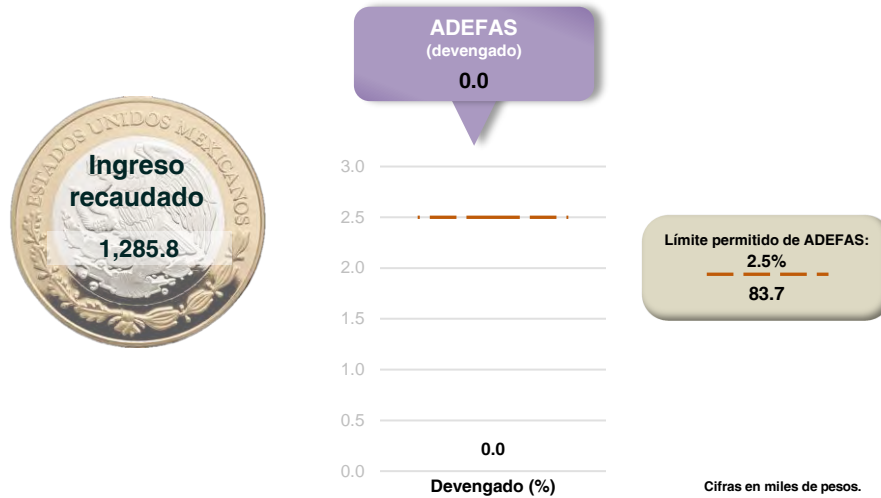 ADEFAS
(devengado)
0.0
ESTADOS UNIDOS MEXICANOS
Ingreso
recaudado
1,285.8
3.0
2.5
2.0
1.5
1.0
0.5
0.0
0.0
Devengado (%)
Límite permitido de ADEFAS:
2.5%
83.7
Cifras en miles de pesos.